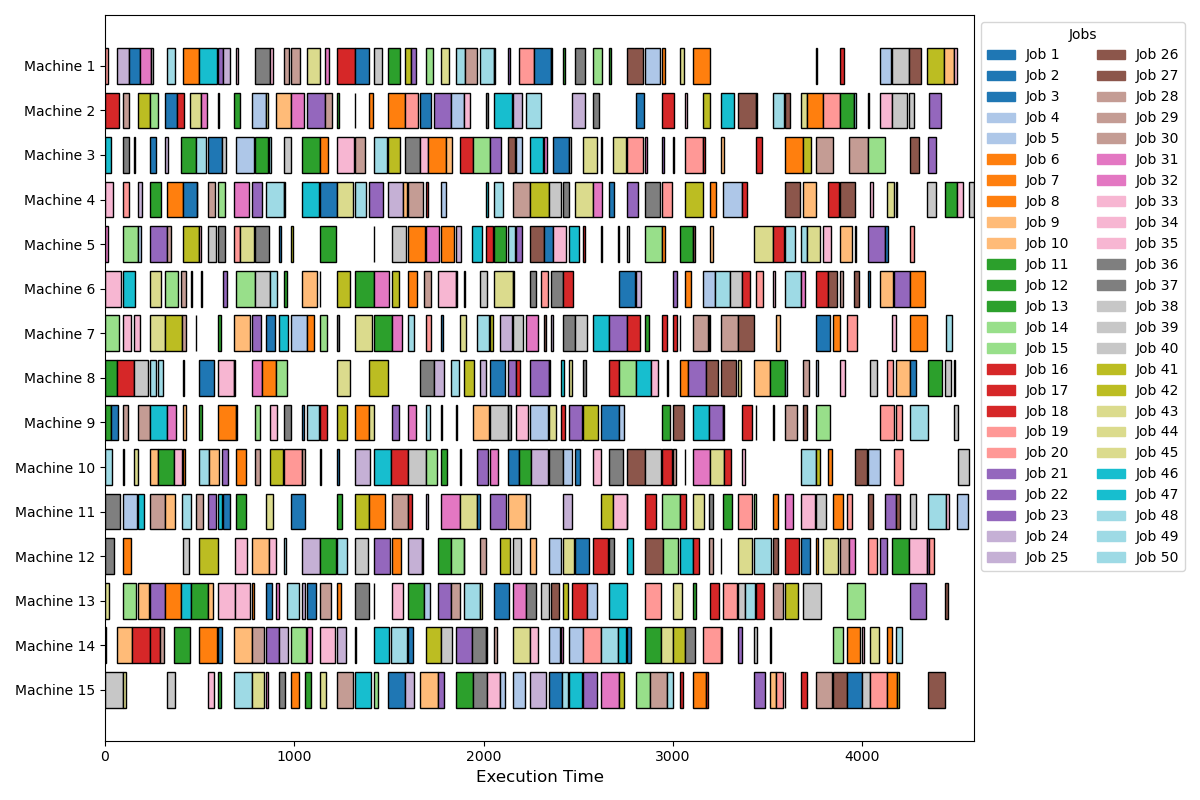 Machine 1
Machine 2
Machine 3
Machine 4
Machine 5
Machine 6
Machine 7
Machine 8
Machine 9
Machine 10
Machine 11
Machine 12
Machine 13
Machine 14
Machine 15
0 1000 2000 3000 4000
Execution Time
Jobs
Job 1
Job 2
Job 3
Job 4
Job 5
Job 6
Job 7
Job 8
Job 9
Job 10
Job 11
Job 12
Job 13
Job 14
Job 15
Job 16
Job 17
Job 18
Job 19
Job 20
Job 21
Job 22
Job 23
Job 24
Job 25
Job 26
Job 27
Job 28
Job 29
Job 30
Job 31
Job 32
Job 33
Job 34
Job 35
Job 36
Job 37
Job 38
Job 39
Job 40
Job 41
Job 42
Job 43
Job 44
Job 45
Job 46
Job 47
Job 48
Job 49
Job 50